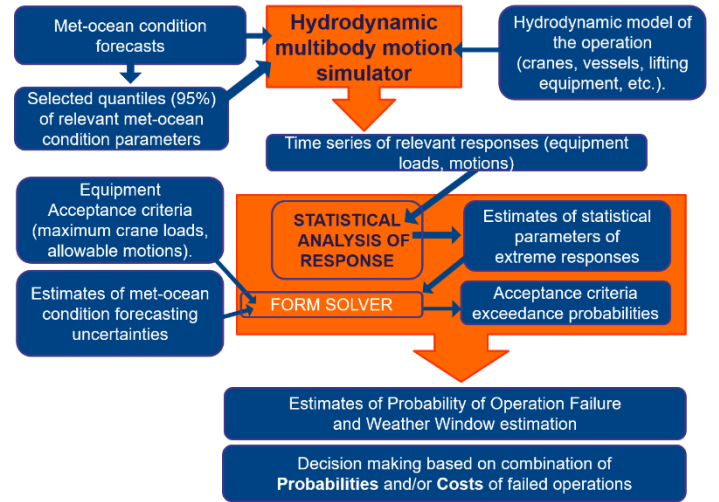 Met-ocean condition
forecasts
Hydrodynamic
multibody motion
simulator
Hydrodynamic model of
the operation
(cranes, vessels, lifting
equipment, etc.).
Selected quantiles (95%)
of relevant met-ocean
condition parameters
Time series of relevant responses (equipment
loads, motions)
Equipment
Acceptance criteria
(maximum crane loads,
allowable motions).
STATISTICAL
ANALYSIS OF
RESPONSE
Estimates of statistical
parameters of
extreme responses
Estimates of met-ocean
condition forecasting
uncertainties
FORM SOLVER
Acceptance criteria
exceedance probabilities
Estimates of Probability of Operation Failure
and Weather Window estimation
Decision making based on combination of
Probabilities and/or Costs of failed operations